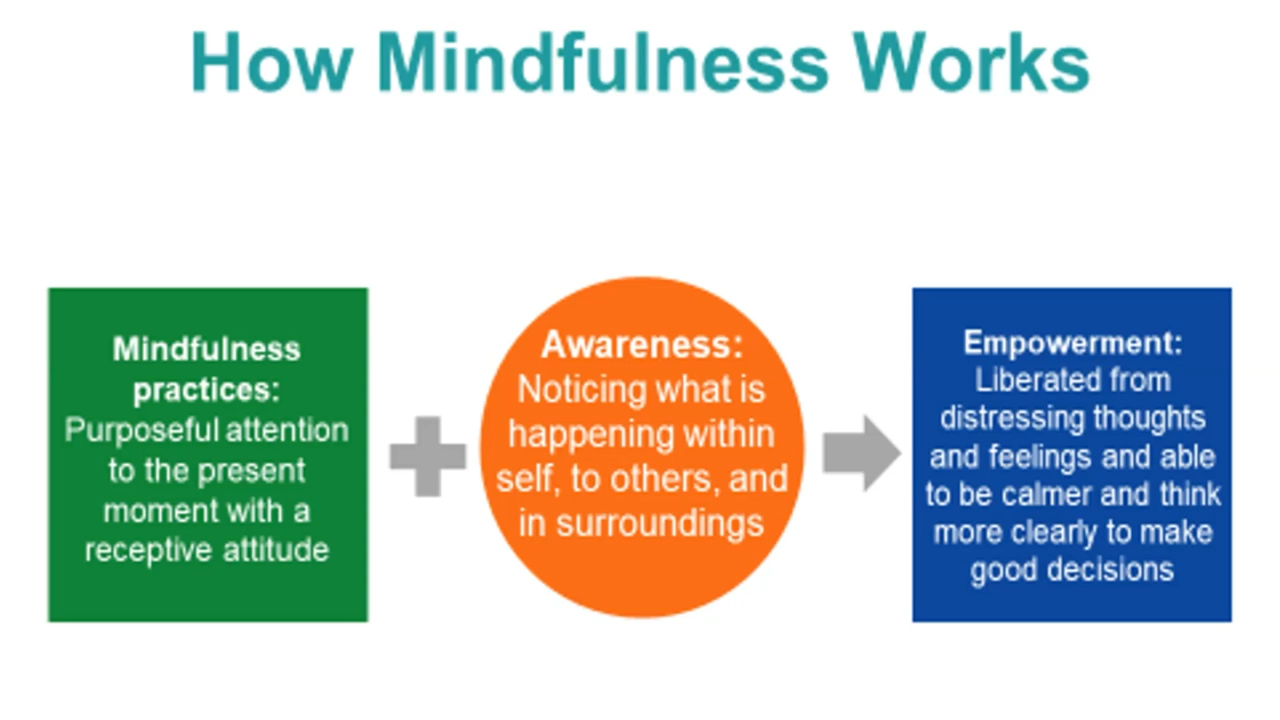 How Mindfulness Works
Mindfulness
practices:
Purposeful attention
to the present
moment with a
receptive attitude
Awareness:
Noticing what is
happening within
self, to others, and
in surroundings
Empowerment:
Liberated from
distressing thoughts
and feelings and able
to be calmer and think
more clearly to make
good decisions